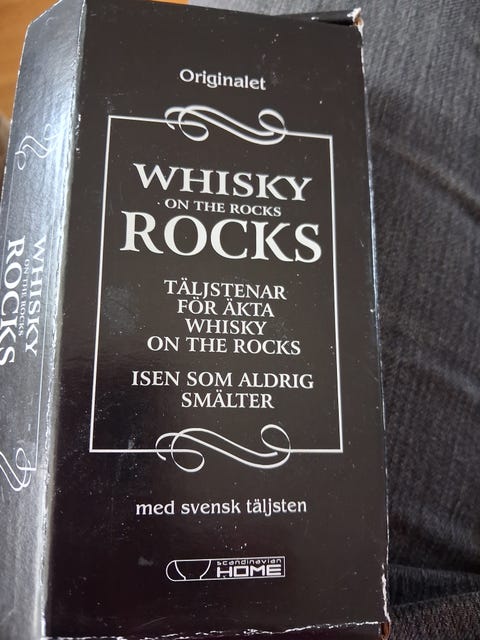 Originalet
WHISKY
ON THE ROCKS
ROCKS
TÄLJSTENAR
FÖR ÄKTA
WHISKY
ON THE ROCKS
ISEN SOM ALDRIG
SMÄLTER
med svensk täljsten
scandinavian
HOME
WHISKY
ON THE ROCKS
ROCKS